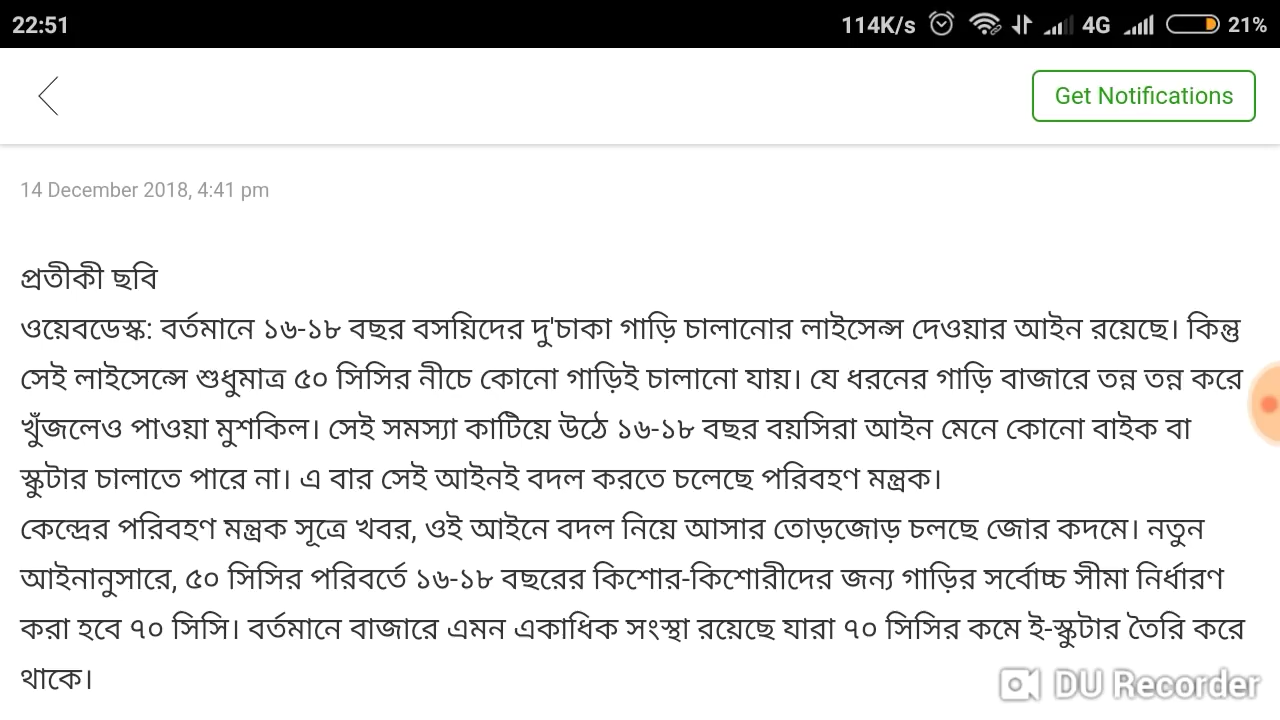 22:51 114K/s 4G 21%
Get Notifications
14 December 2018, 4:41 pm
প্রতীকী ছবি
ওয়েবডেস্ক: বর্তমানে ১৬-১৮ বছর বসয়িদের দু'চাকা গাড়ি চালানোর লাইসেন্স দেওয়ার আইন রয়েছে। কিন্তু
সেই লাইসেন্সে শুধুমাত্র ৫০ সিসির নীচে কোনো গাড়িই চালানো যায়। যে ধরনের গাড়ি বাজারে তন্ন তন্ন করে
খুঁজলেও পাওয়া মুশকিল। সেই সমস্যা কাটিয়ে উঠে ১৬-১৮ বছর বয়সিরা আইন মেনে কোনো বাইক বা
স্কুটার চালাতে পারে না। এ বার সেই আইনই বদল করতে চলেছে পরিবহণ মন্ত্রক।
কেন্দ্রের পরিবহণ মন্ত্রক সূত্রে খবর, ওই আইনে বদল নিয়ে আসার তোড়জোড় চলছে জোর কদমে। নতুন
আইনানুসারে, ৫০ সিসির পরিবর্তে ১৬-১৮ বছরের কিশোর-কিশোরীদের জন্য গাড়ির সর্বোচ্চ সীমা নির্ধারণ
করা হবে ৭০ সিসি। বর্তমানে বাজারে এমন একাধিক সংস্থা রয়েছে যারা ৭০ সিসির কমে ই-স্কুটার তৈরি করে
থাকে।
DU Recorder